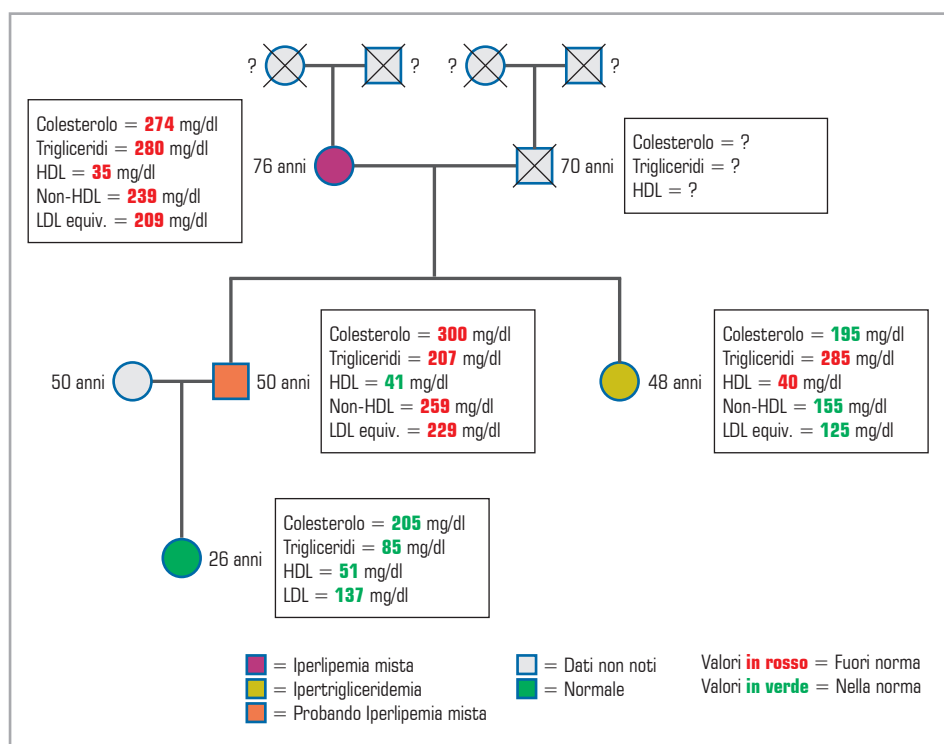 ? ? ? ?
Colesterolo = 274 mg/dl
Trigliceridi = 280 mg/dl
HDL = 35 mg/dl
Non-HDL = 239 mg/dl
LDL equiv. = 209 mg/dl
76 anni
70 anni
Colesterolo = ?
Trigliceridi = ?
HDL = ?
50 anni
50 anni
Colesterolo = 300 mg/dl
Trigliceridi = 207 mg/dl
HDL = 41 mg/dl
Non-HDL = 259 mg/dl
LDL equiv. = 229 mg/dl
48 anni
Colesterolo = 195 mg/dl
Trigliceridi = 285 mg/dl
HDL = 40 mg/dl
Non-HDL = 155 mg/dl
LDL equiv. = 125 mg/dl
26 anni
Colesterolo = 205 mg/dl
Trigliceridi = 85 mg/dl
HDL = 51 mg/dl
LDL = 137 mg/dl
= Iperlipemia mista
= Ipertrigliceridemia
= Probando Iperlipemia mista
= Dati non noti
= Normale
Valori in rosso = Fuori norma
Valori in verde = Nella norma